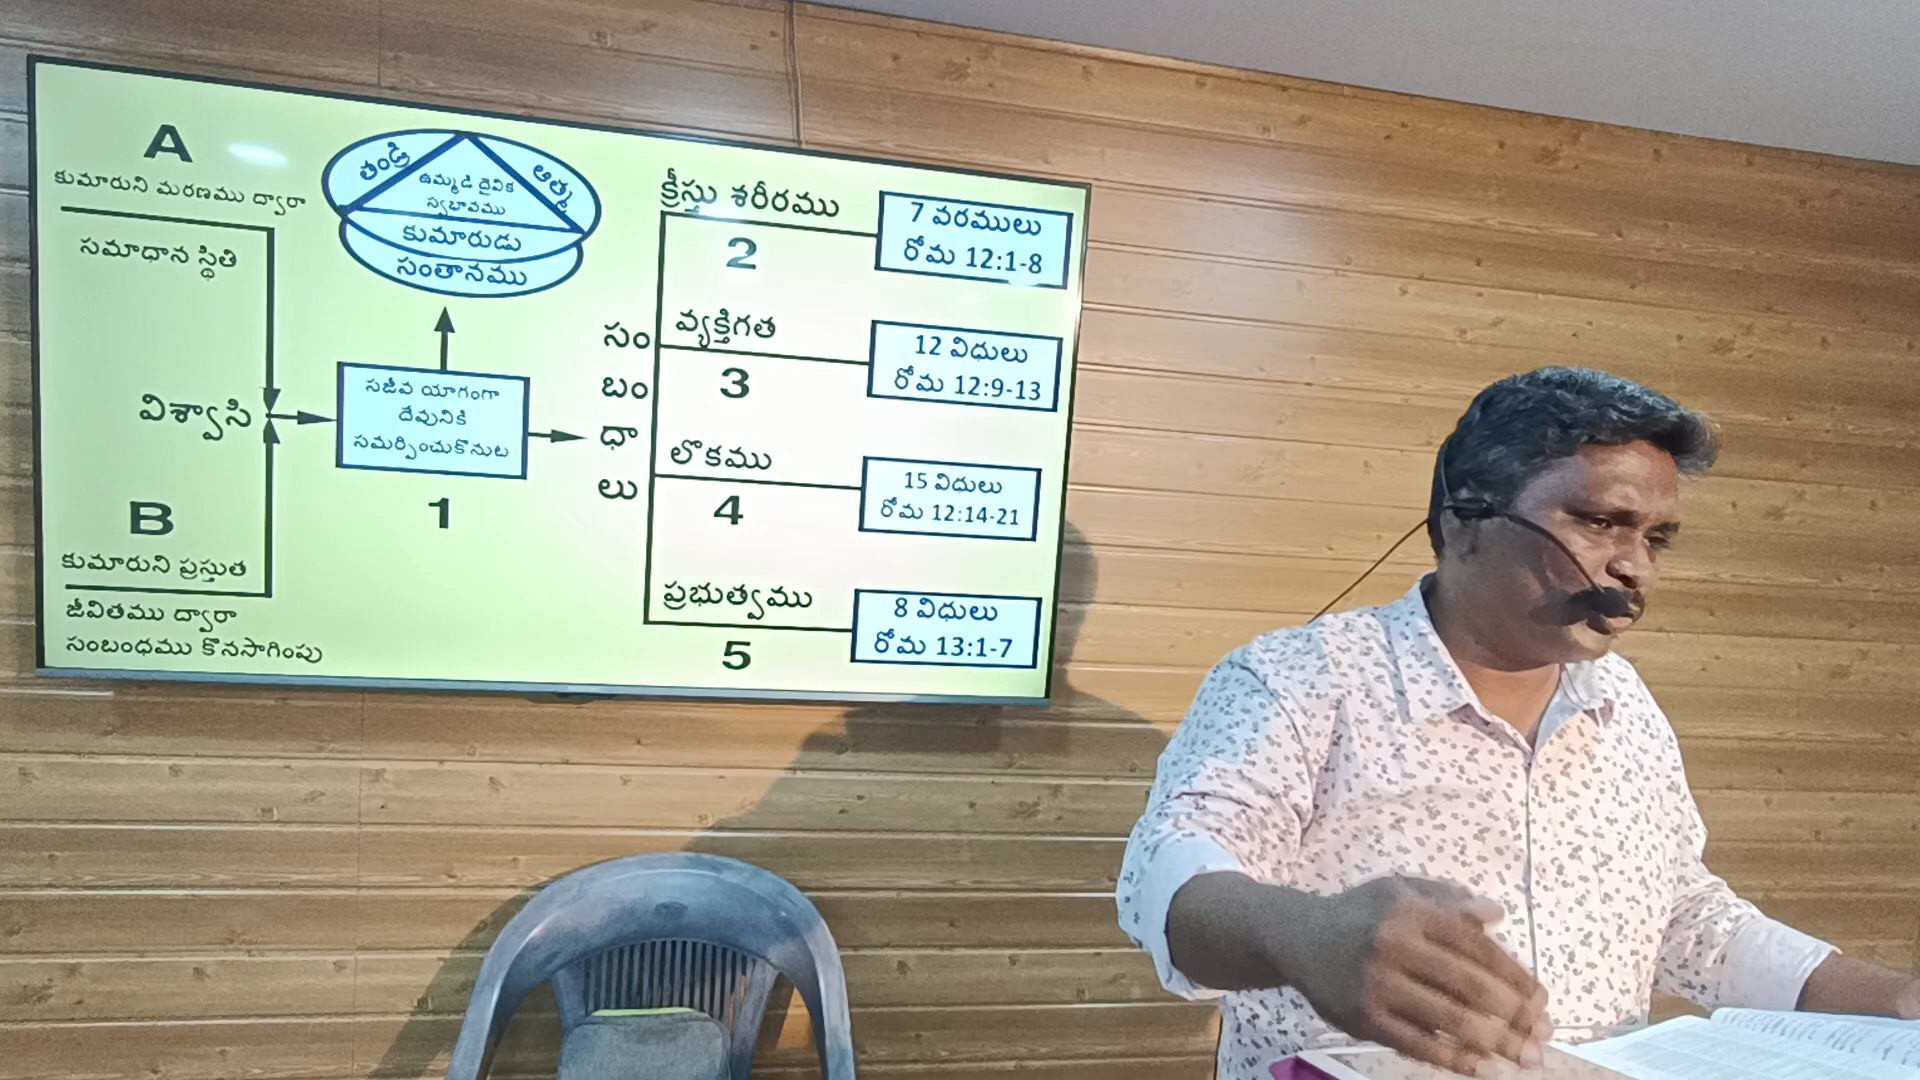 A
కుమారుని మరణము ద్వారా
సమాధాన స్థితి
విశ్వాసి
B
కుమారుని ప్రస్తుత
జీవితము ద్వారా
సంబంధము కొనసాగింపు
తండ్రి
ఆత్మ
ఉమ్మడి దైవిక
స్వభావము
కుమారుడు
సంతానము
సజీవ యాగంగా
దేవునికి
సమర్పించుకొనుట
1
సం
బం
ధా
లు
క్రీస్తు శరీరము
2
7 వరములు
రోమ 12:1-8
వ్యక్తిగత
3
12 విధులు
రోమ 12:9-13
లొకము
4
15 విధులు
రోమ 12:14-21
ప్రభుత్వము
5
8 విధులు
రోమ 13:1-7